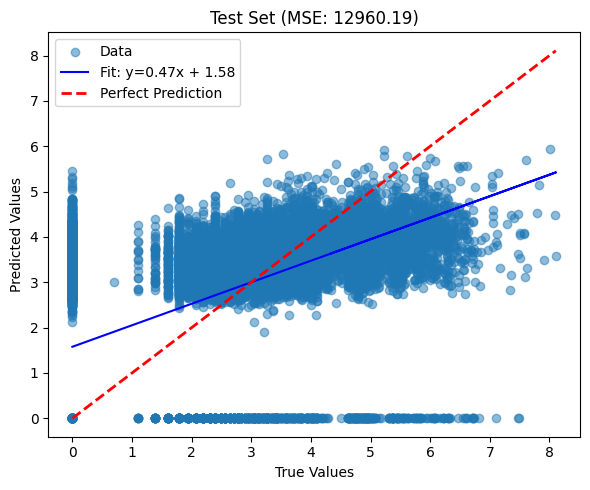 Test Set (MSE: 12960.19)
Data
Fit: y=0.47x + 1.58
Perfect Prediction
8
7
6
5
4
3
2
1
0
Predicted Values
0 1 2 3 4 5 6 7 8
True Values